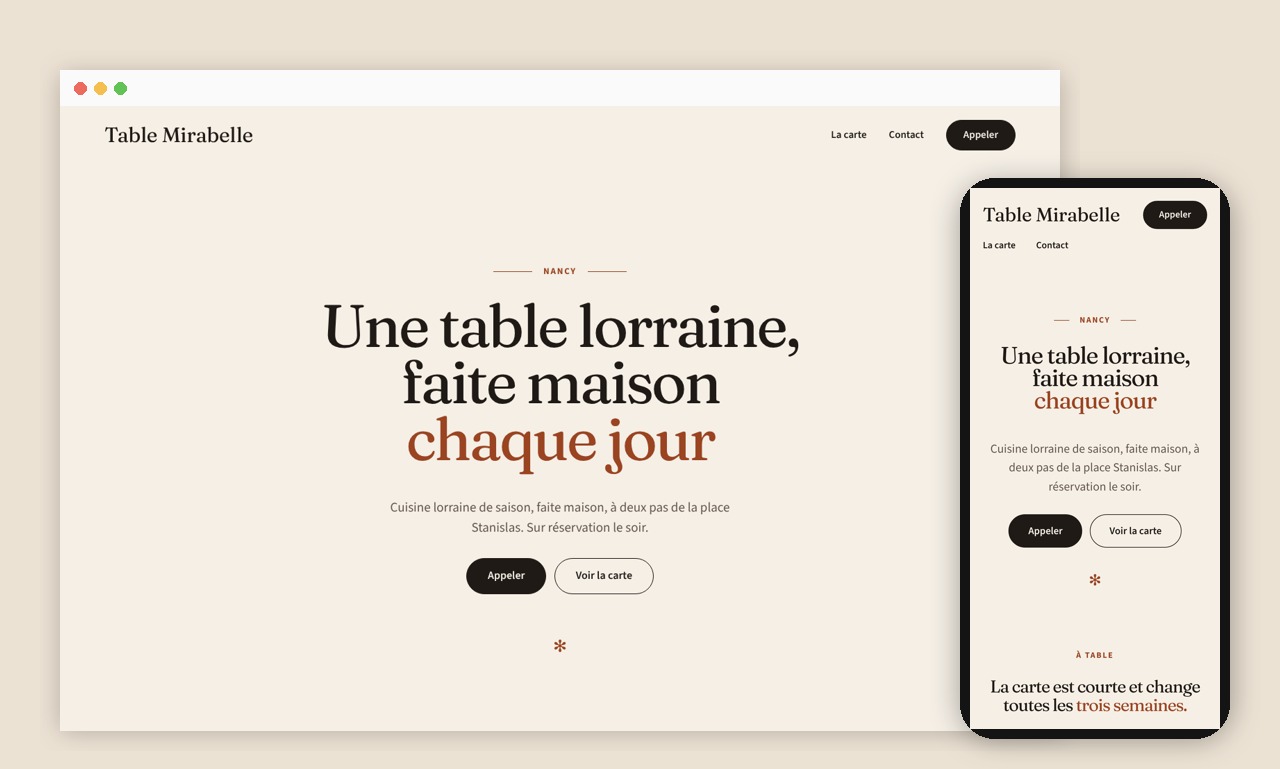 Table Mirabelle
La carte Contact Appeler
NANCY
Une table lorraine,
faite maison
chaque jour
Cuisine lorraine de saison, faite maison, à deux pas de la place
Stanislas. Sur réservation le soir.
Appeler Voir la carte
✻
Table Mirabelle Appeler
La carte Contact
NANCY
Une table lorraine,
faite maison
chaque jour
Cuisine lorraine de saison, faite maison, à
deux pas de la place Stanislas. Sur
réservation le soir.
Appeler Voir la carte
✻
À TABLE
La carte est courte et change
toutes les trois semaines.